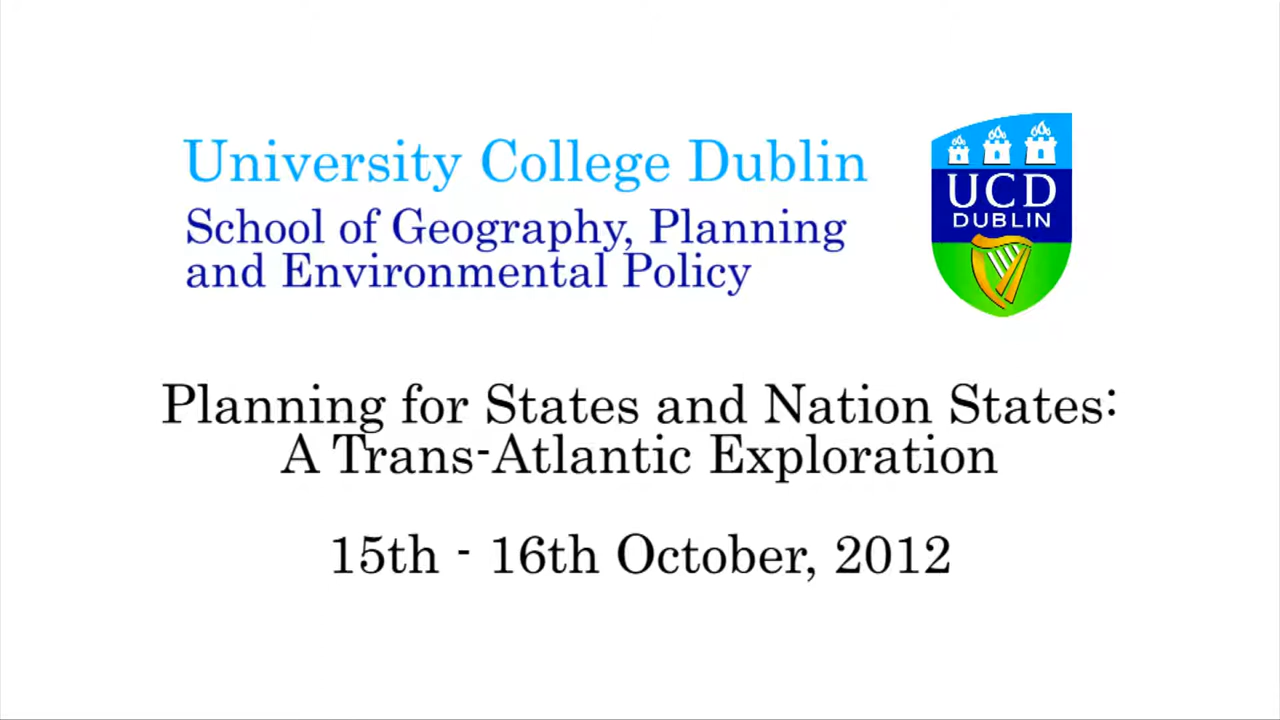 University College Dublin
School of Geography, Planning
and Environmental Policy
UCD
DUBLIN
Planning for States and Nation States:
A Trans-Atlantic Exploration
15th - 16th October, 2012